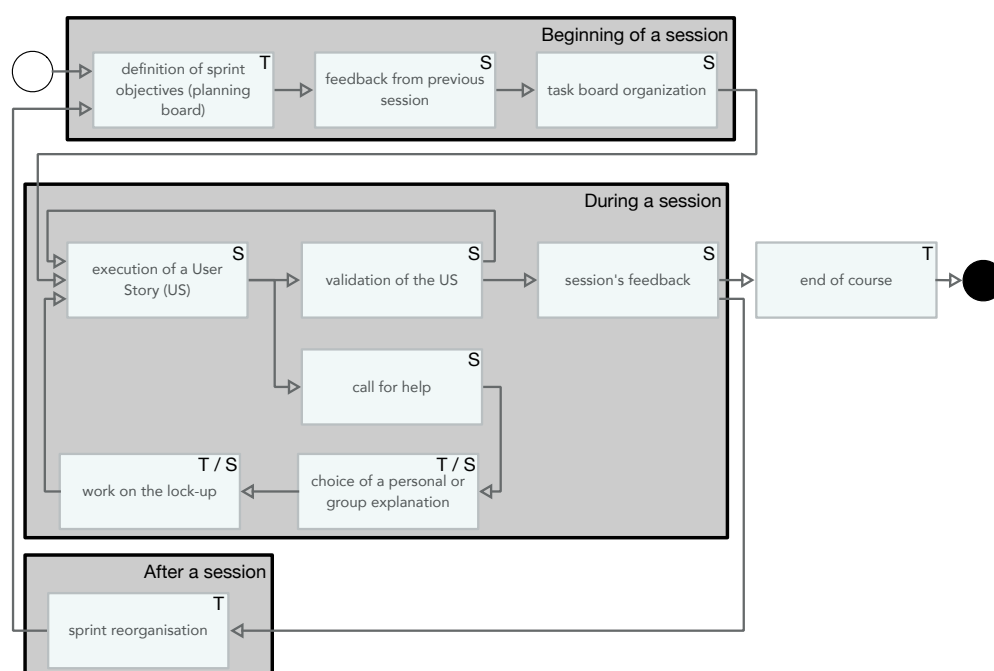 Beginning of a session
T
definition of sprint
objectives (planning
board)
S
feedback from previous
session
S
task board organization
During a session
S
execution of a User
Story (US)
S
validation of the US
S
session's feedback
T
end of course
S
call for help
T / S
work on the lock-up
T / S
choice of a personal or
group explanation
After a session
T
sprint reorganisation